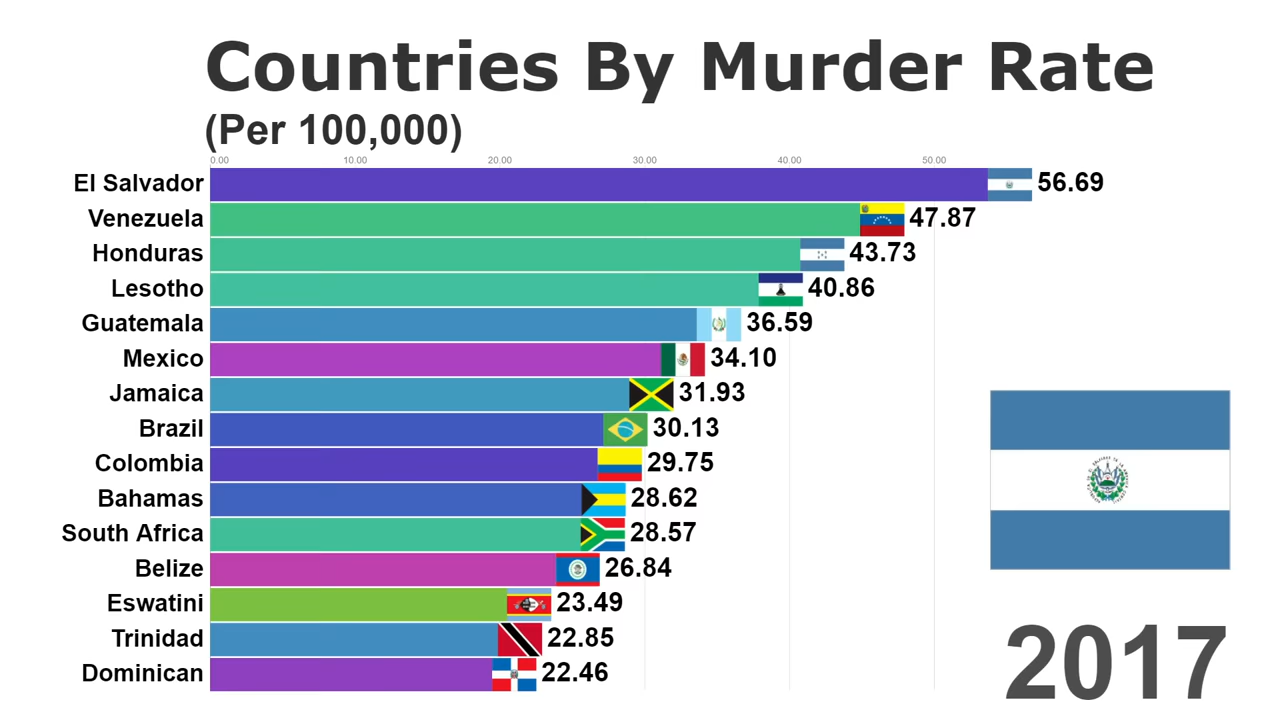 Countries By Murder Rate
(Per 100,000)
0.00 10.00 20.00 30.00 40.00 50.00
El Salvador 56.69
Venezuela 47.87
Honduras 43.73
Lesotho 40.86
Guatemala 36.59
Mexico 34.10
Jamaica 31.93
Brazil 30.13
Colombia 29.75
Bahamas 28.62
South Africa 28.57
Belize 26.84
Eswatini 23.49
Trinidad 22.85
Dominican 22.46
2017